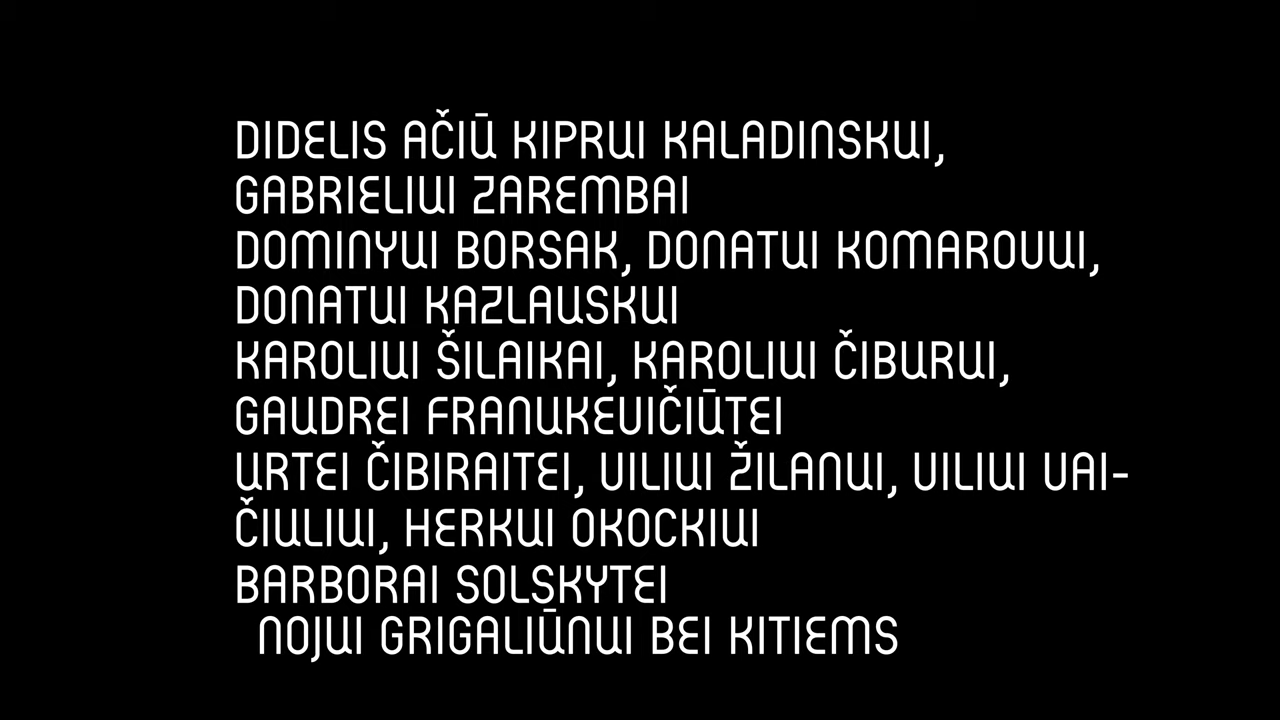 DIDELIS AČIŪ KIPRUI KALADINSKUI,
GABRIELIUI ZAREMBAI
DOMINYUI BORSAK, DONATUI KOMAROVUI,
DONATUI KAZLAUSKUI
KAROLIUI ŠILAIKAI, KAROLIUI ČIBURUI,
GAUDREI FRANUKEVIČIŪTEI
URTEI ČIBIRAITEI, VILIUI ŽILANUI, VILIUI VAI-
ČIULIUI, HERKUI OKOCKIUI
BARBORAI SOLSKYTEI
NOJUI GRIGALIŪNUI BEI KITIEMS